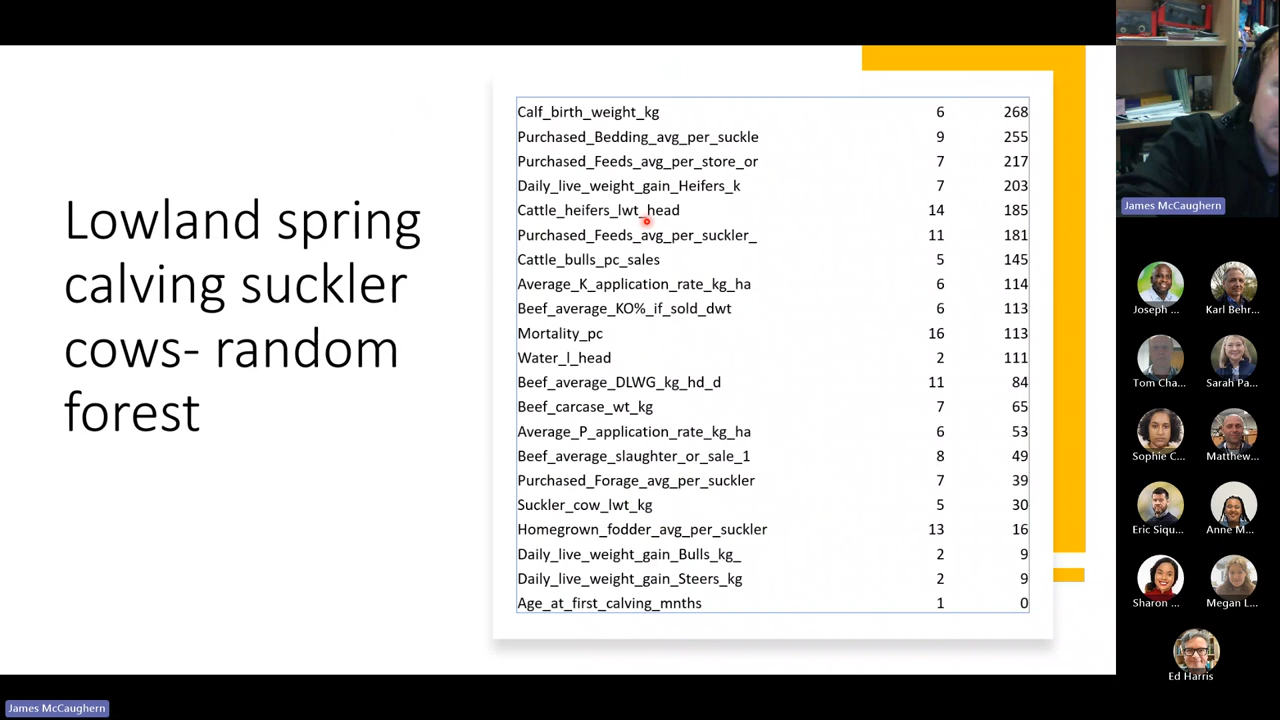 Lowland spring
calving suckler
cows- random
forest
Calf_birth_weight_kg 6 268
Purchased_Bedding_avg_per_suckle 9 255
Purchased_Feeds_avg_per_store_or 7 217
Daily_live_weight_gain_Heifers_k 7 203
Cattle_heifers_lwt_head 14 185
Purchased_Feeds_avg_per_suckler_ 11 181
Cattle_bulls_pc_sales 5 145
Average_K_application_rate_kg_ha 6 114
Beef_average_KO%_if_sold_dwt 6 113
Mortality_pc 16 113
Water_l_head 2 111
Beef_average_DLWG_kg_hd_d 11 84
Beef_carcase_wt_kg 7 65
Average_P_application_rate_kg_ha 6 53
Beef_average_slaughter_or_sale_1 8 49
Purchased_Forage_avg_per_suckler 7 39
Suckler_cow_lwt_kg 5 30
Homegrown_fodder_avg_per_suckler 13 16
Daily_live_weight_gain_Bulls_kg_ 2 9
Daily_live_weight_gain_Steers_kg 2 9
Age_at_first_calving_mnths 1 0
James McCaughern
Joseph ... Karl Behr...
Tom Cha... Sarah Pa...
Sophie C... Matthew...
Eric Siqu... Anne M...
Sharon ... Megan L...
Ed Harris
James McCaughern